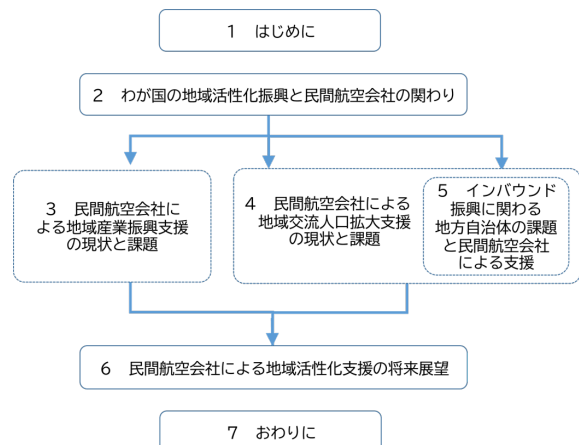 1 はじめに
2 わが国の地域活性化振興と民間航空会社の関わり
3 民間航空会社に
よる地域産業振興支援
の現状と課題
4 民間航空会社による
地域交流人口拡大支援
の現状と課題
5 インバウンド
振興に関わる
地方自治体の課題
と民間航空会社
による支援
6 民間航空会社による地域活性化支援の将来展望
7 おわりに